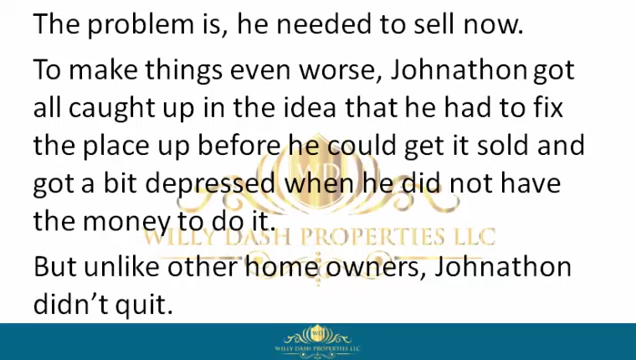 The problem is, he needed to sell now.
To make things even worse, Johnathon got
all caught up in the idea that he had to fix
the place up before he could get it sold and
got a bit depressed when he did not have
the money to do it.
But unlike other home owners, Johnathon
didn't quit.
WD
WILLY DASH PROPERTIES LLC
WD
WILLY DASH PROPERTIES LLC